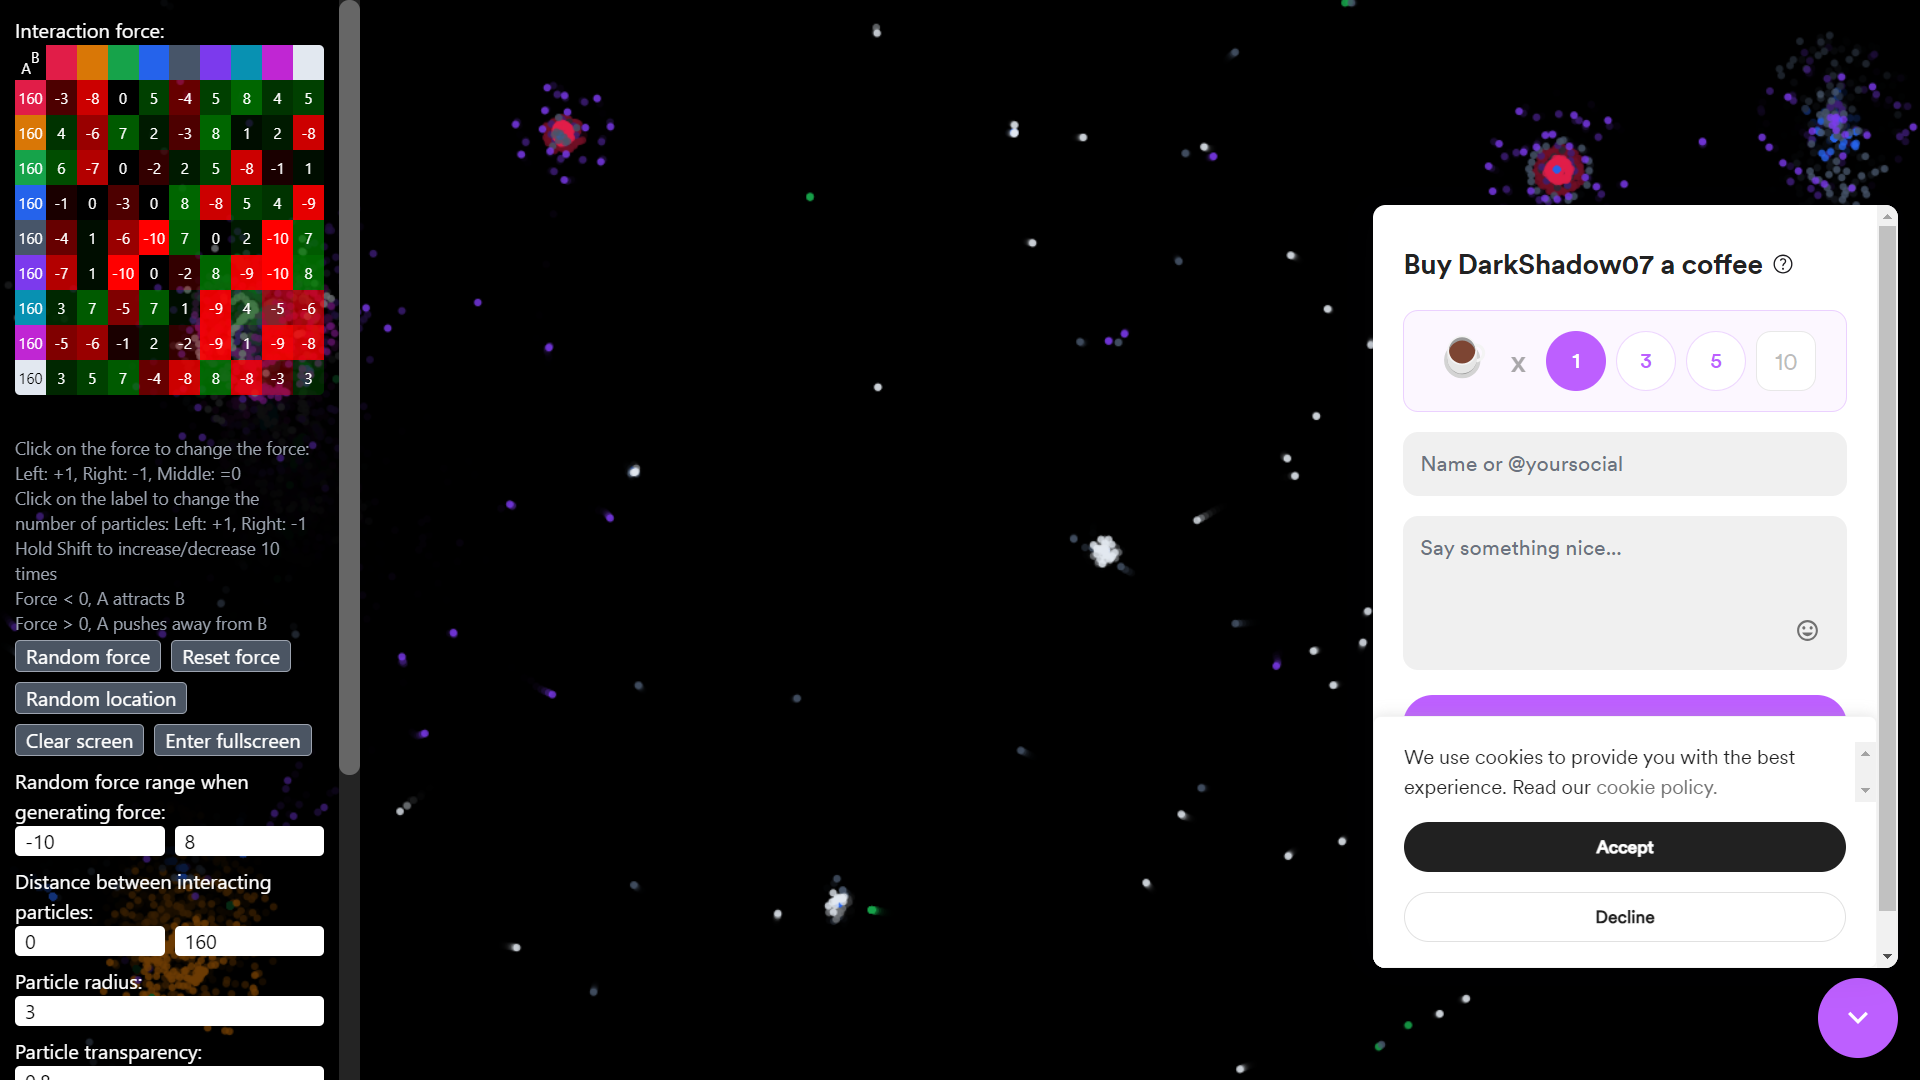 Interaction force:
A B
160 -3 -8 0 5 -4 5 8 4 5
160 4 -6 7 2 -3 8 1 2 -8
160 6 -7 0 -2 2 5 -8 -1 1
160 -1 0 -3 0 8 -8 5 4 -9
160 -4 1 -6 -10 7 0 2 -10 7
160 -7 1 -10 0 -2 8 -9 -10 8
160 3 7 -5 7 1 -9 4 -5 -6
160 -5 -6 -1 2 -2 -9 1 -9 -8
160 3 5 7 -4 -8 8 -8 -3 3
Click on the force to change the force:
Left: +1, Right: -1, Middle: =0
Click on the label to change the
number of particles: Left: +1, Right: -1
Hold Shift to increase/decrease 10
times
Force < 0, A attracts B
Force > 0, A pushes away from B
Random force Reset force
Random location
Clear screen Enter fullscreen
Random force range when
generating force:
-10 8
Distance between interacting
particles:
0 160
Particle radius:
3
Particle transparency:
0.8
Buy DarkShadow07 a coffee
x 1 3 5 10
Name or @yoursocial
Say something nice...
We use cookies to provide you with the best
experience. Read our cookie policy.
Accept
Decline